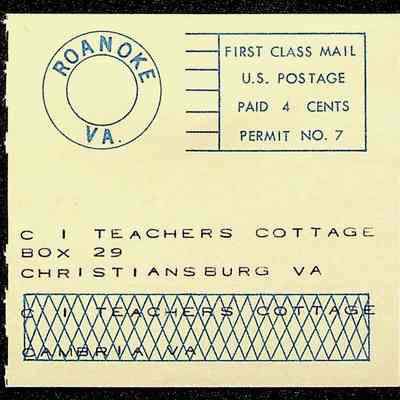 ROANOKE
VA.
FIRST CLASS MAIL
U.S. POSTAGE
PAID 4 CENTS
PERMIT NO. 7
C I TEACHERS COTTAGE
BOX 29
CHRISTIANSBURG VA
C I TEACHERS COTTAGE
CAMBRIA VA